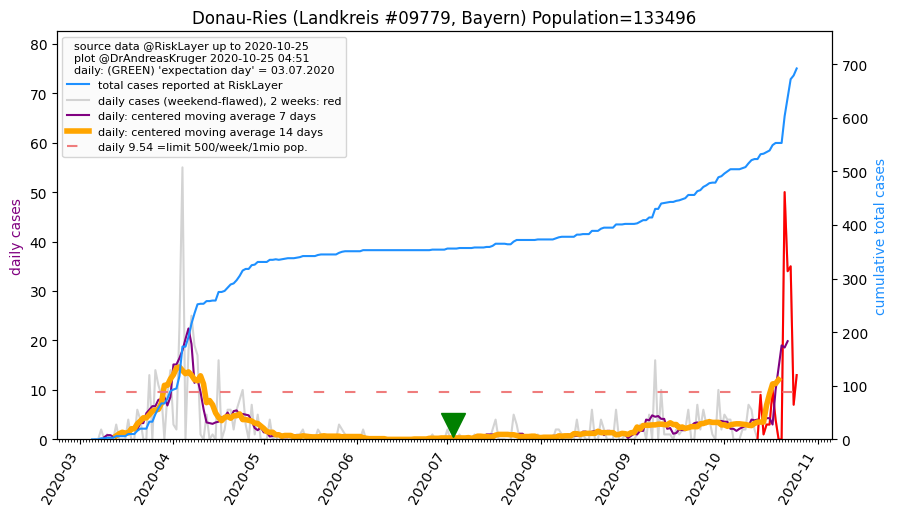 Donau-Ries (Landkreis #09779, Bayern) Population=133496
source data @RiskLayer up to 2020-10-25
plot @DrAndreasKruger 2020-10-25 04:51
daily: (GREEN) 'expectation day' = 03.07.2020
total cases reported at RiskLayer
daily cases (weekend-flawed), 2 weeks: red
daily: centered moving average 7 days
daily: centered moving average 14 days
daily 9.54 =limit 500/week/1mio pop.
daily cases
80
70
60
50
40
30
20
10
0
cumulative total cases
700
600
500
400
300
200
100
0
2020-03
2020-04
2020-05
2020-06
2020-07
2020-08
2020-09
2020-10
2020-11